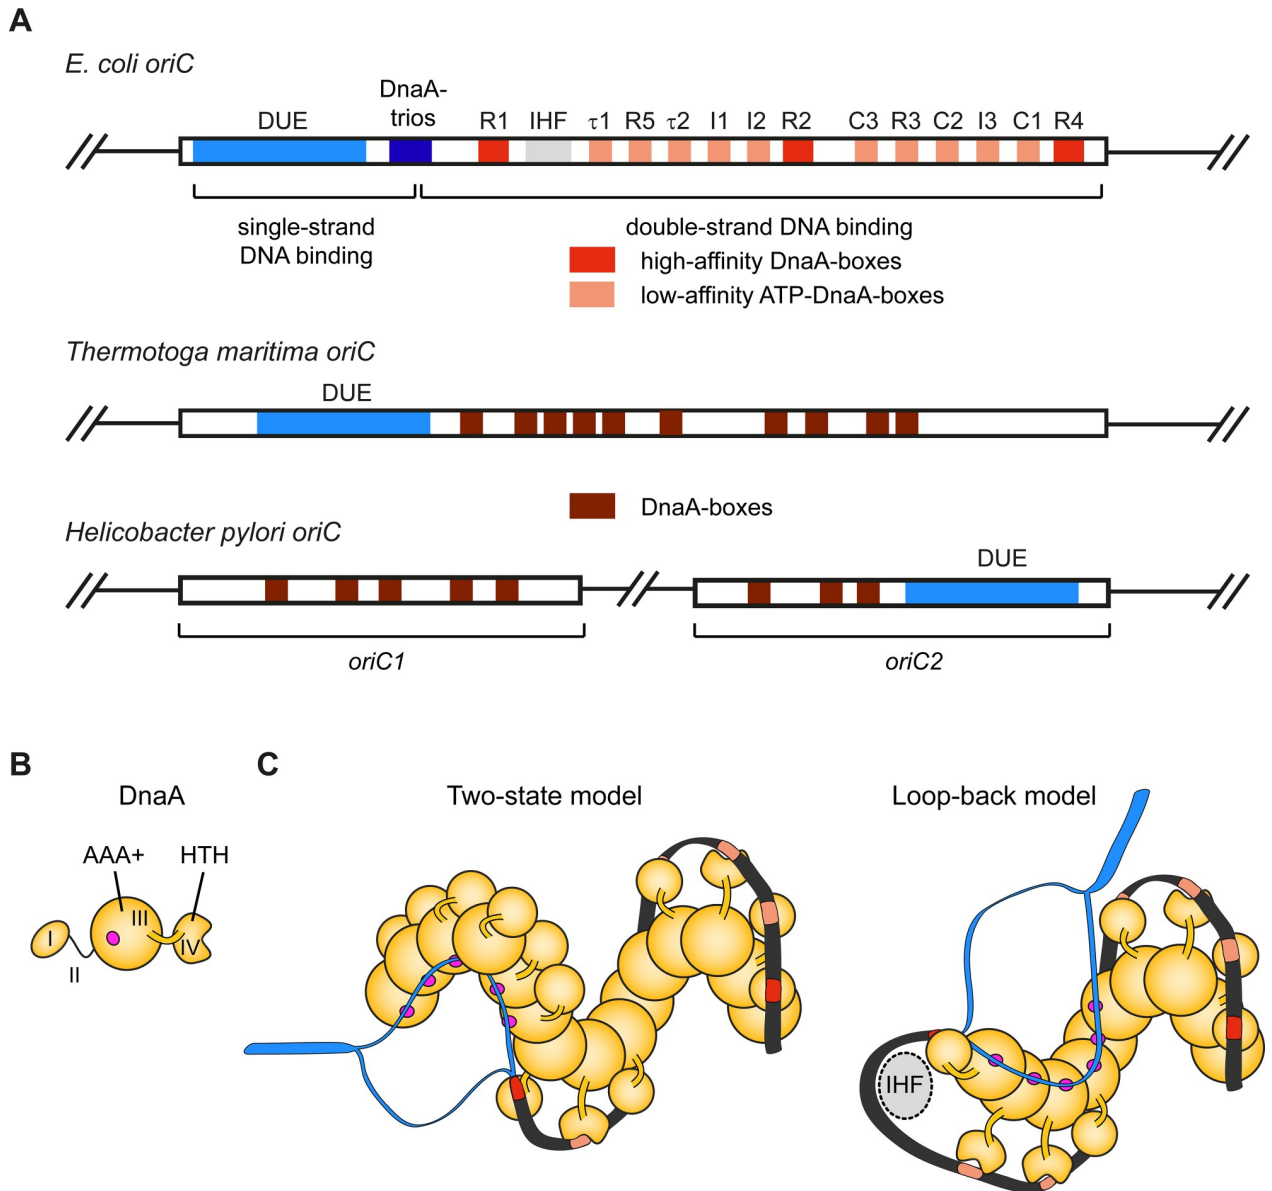 A
E. coli oriC
DUE
DnaA-
trios
R1 IHF τ1 R5 τ2 I1 I2 R2 C3 R3 C2 I3 C1 R4
single-strand
DNA binding
double-strand DNA binding
high-affinity DnaA-boxes
low-affinity ATP-DnaA-boxes
Thermotoga maritima oriC
DUE
DnaA-boxes
Helicobacter pylori oriC
DUE
oriC1
oriC2
B
DnaA
AAA+ HTH
I
II
III
IV
C
Two-state model
Loop-back model
IHF